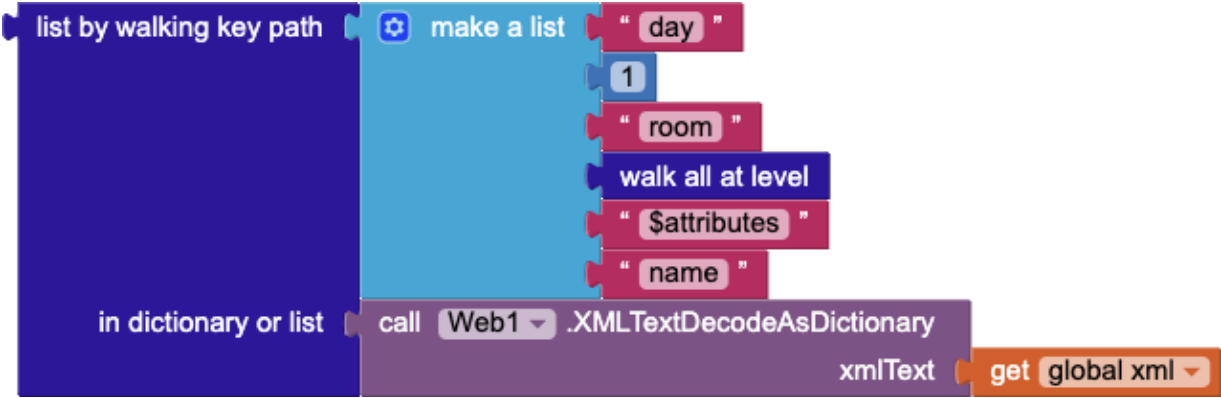 list by walking key path make a list “ day ”
1
“ room ”
walk all at level
“ $attributes ”
“ name ”
in dictionary or list call Web1 .XMLTextDecodeAsDictionary
xmlText get global xml